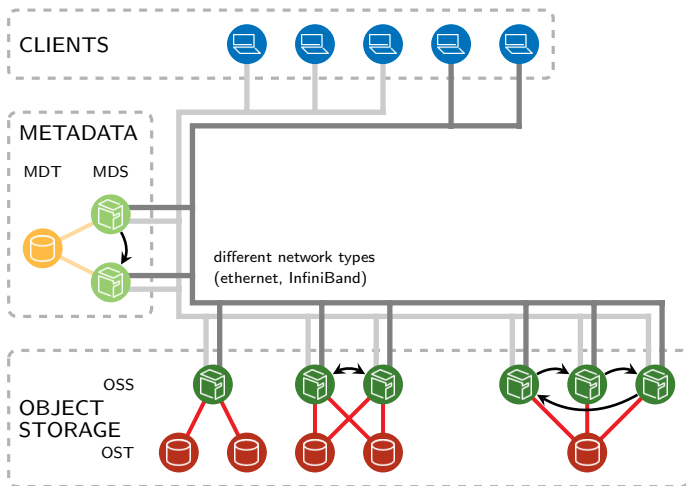 CLIENTS
METADATA
MDT
MDS
different network types
(ethernet, InfiniBand)
OSS
OBJECT
STORAGE
OST